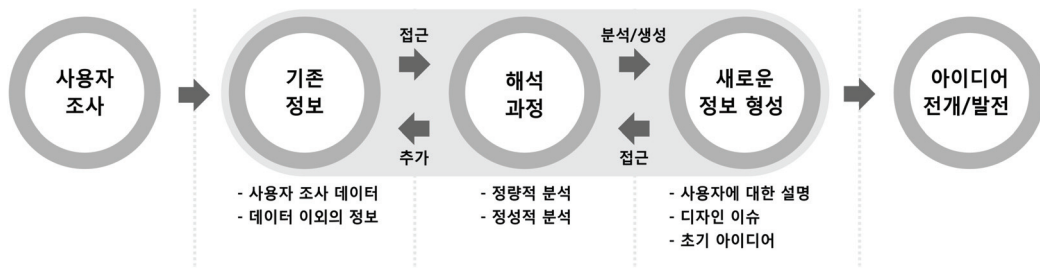 사용자
조사
기존
정보
접근
추가
해석
과정
분석/생성
접근
새로운
정보 형성
아이디어
전개/발전
- 사용자 조사 데이터
- 데이터 이외의 정보
- 정량적 분석
- 정성적 분석
- 사용자에 대한 설명
- 디자인 이슈
- 초기 아이디어